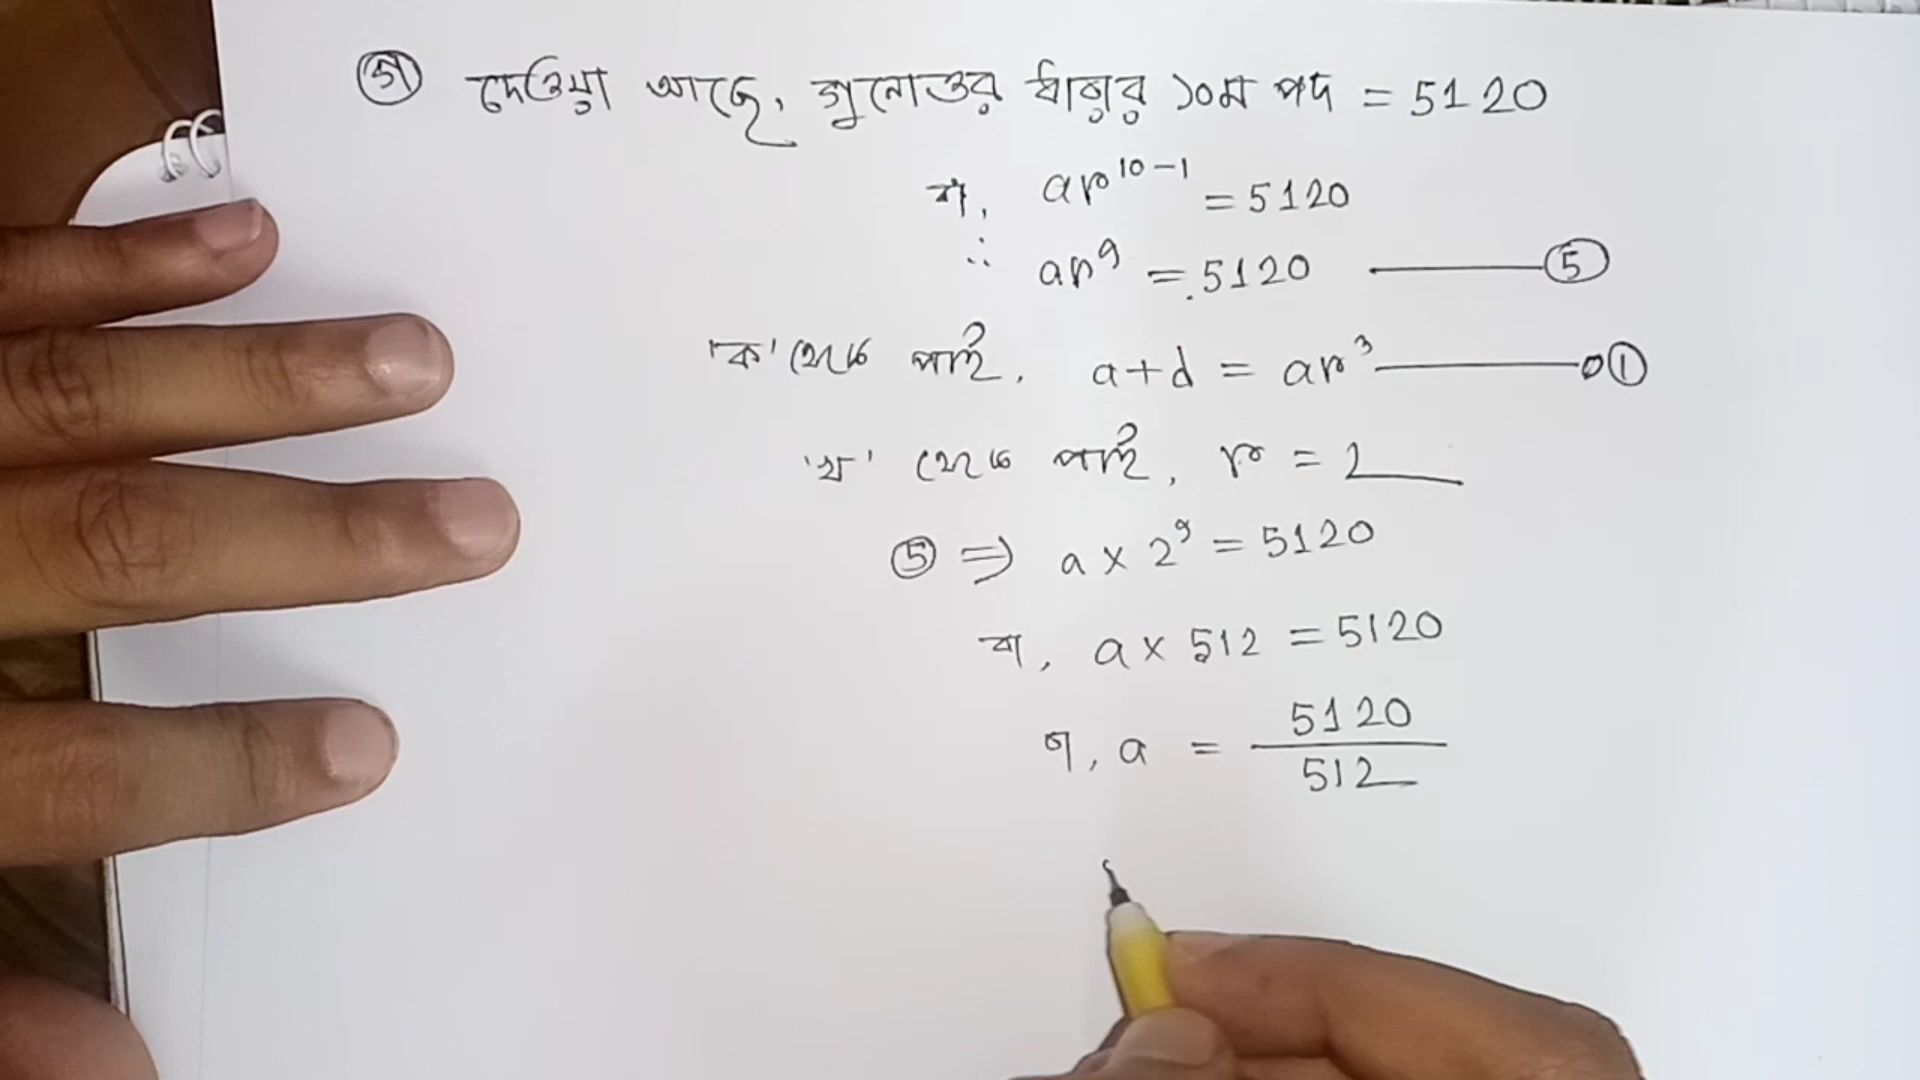 গ দেওয়া আছে, গুনোত্তর ধারার ১০ম পদ = 5120
বা, ar^{10-1} = 5120
∴ ar^9 = 5120 —— ⑤
'ক' থেকে পাই, a+d = ar^3 —— ①
'খ' থেকে পাই, r = 2
⑤ ⇒ a × 2^9 = 5120
বা, a × 512 = 5120
বা, a = 5120/512